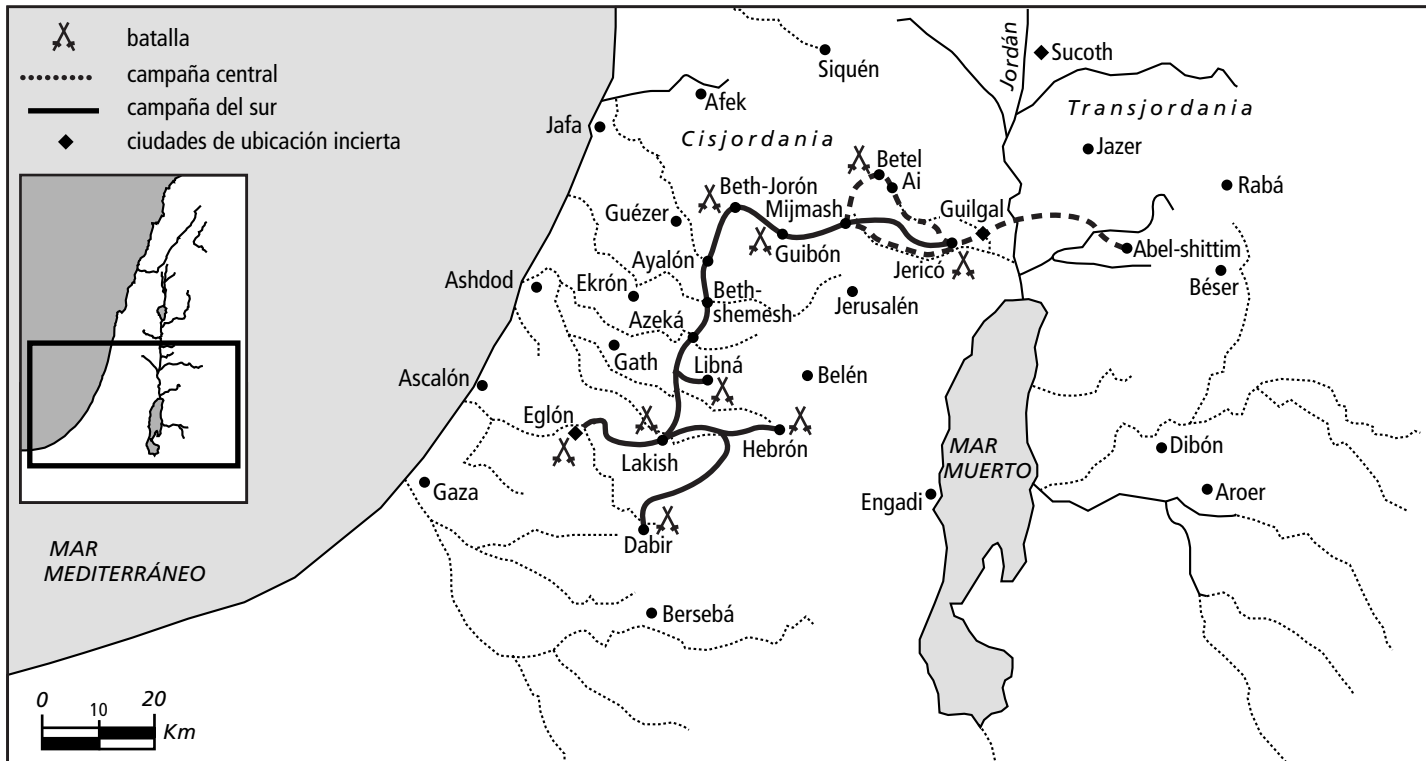 batalla
campaña central
campaña del sur
ciudades de ubicación incierta
Siquén
Jordán
Sucoth
Afek
Transjordania
Jafa
Cisjordania
Jazer
Betel
Ai
Rabá
Beth-Jorón
Mijmash
Guilgal
Guézer
Guibón
Jericó
Abel-shittim
Ayalón
Ashdod
Ekrón
Beth-
shemesh
Jerusalén
Béser
Azeká
Gath
Libná
Belén
Ascalón
Eglón
Lakish
Hebrón
MAR
MUERTO
Dibón
Gaza
Engadi
Aroer
Dabir
MAR
MEDITERRÁNEO
Bersebá
0 10 20
Km